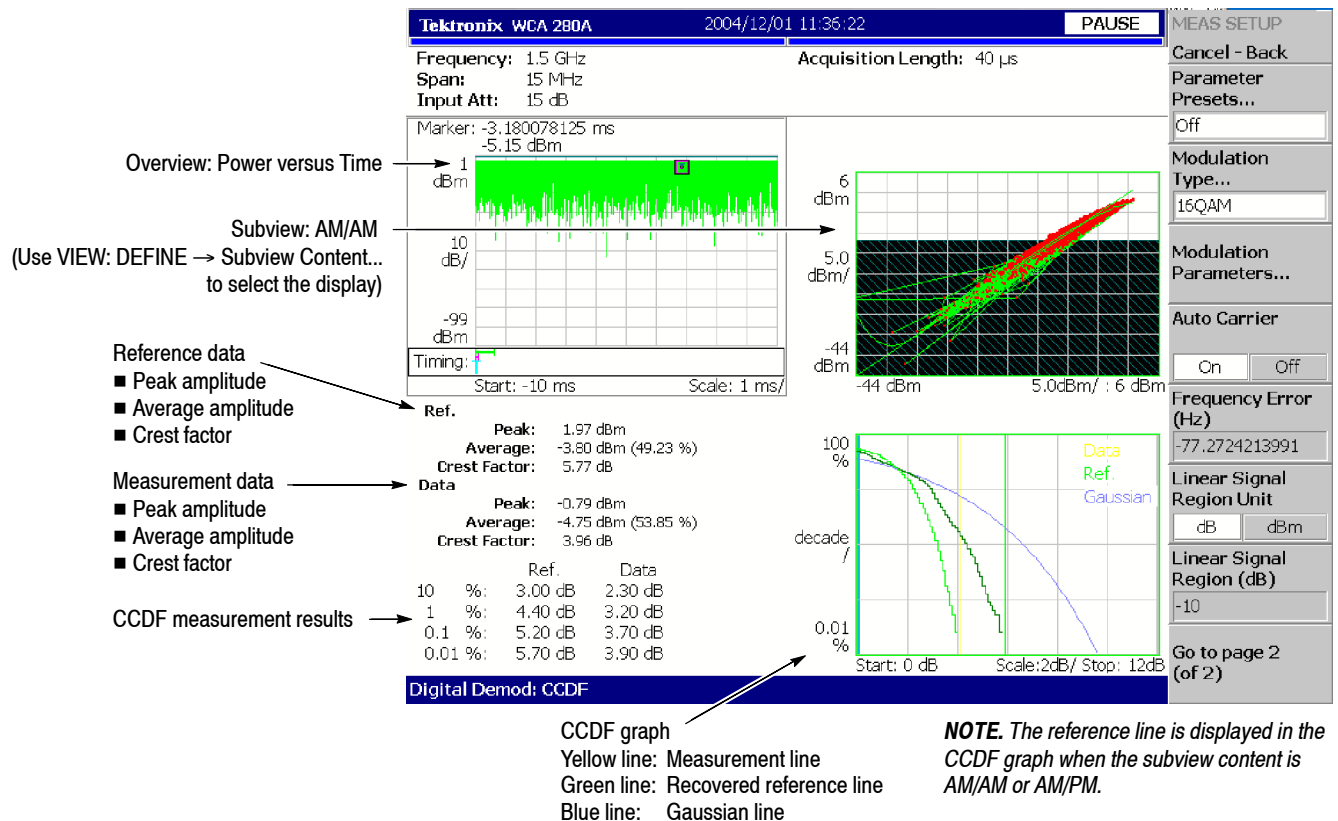 Tektronix WCA 280A 2004/12/01 11:36:22 PAUSE
Frequency: 1.5 GHz
Span: 15 MHz
Input Att: 15 dB
Acquisition Length: 40 µs
Marker: -3.180078125 ms
-5.15 dBm
1
dBm
10
dB/
-99
dBm
Timing:
Start: -10 ms Scale: 1 ms/
6
dBm
5.0
dBm/
-44
dBm
-44 dBm 5.0dBm/ : 6 dBm
Overview: Power versus Time
Subview: AM/AM
(Use VIEW: DEFINE → Subview Content...
to select the display)
Reference data
■ Peak amplitude
■ Average amplitude
■ Crest factor
Measurement data
■ Peak amplitude
■ Average amplitude
■ Crest factor
CCDF measurement results
Ref.
Peak: 1.97 dBm
Average: -3.80 dBm (49.23 %)
Crest Factor: 5.77 dB
Data
Peak: -0.79 dBm
Average: -4.75 dBm (53.85 %)
Crest Factor: 3.96 dB
Ref. Data
10 %: 3.00 dB 2.30 dB
1 %: 4.40 dB 3.20 dB
0.1 %: 5.20 dB 3.70 dB
0.01 %: 5.70 dB 3.90 dB
100
%
decade
/
0.01
%
Data
Ref.
Gaussian
Start: 0 dB Scale:2dB/ Stop: 12dB
Digital Demod: CCDF
MEAS SETUP
Cancel - Back
Parameter
Presets...
Off
Modulation
Type...
16QAM
Modulation
Parameters...
Auto Carrier
On Off
Frequency Error
(Hz)
-77.2724213991
Linear Signal
Region Unit
dB dBm
Linear Signal
Region (dB)
-10
Go to page 2
(of 2)
CCDF graph
Yellow line: Measurement line
Green line: Recovered reference line
Blue line: Gaussian line
NOTE. The reference line is displayed in the
CCDF graph when the subview content is
AM/AM or AM/PM.